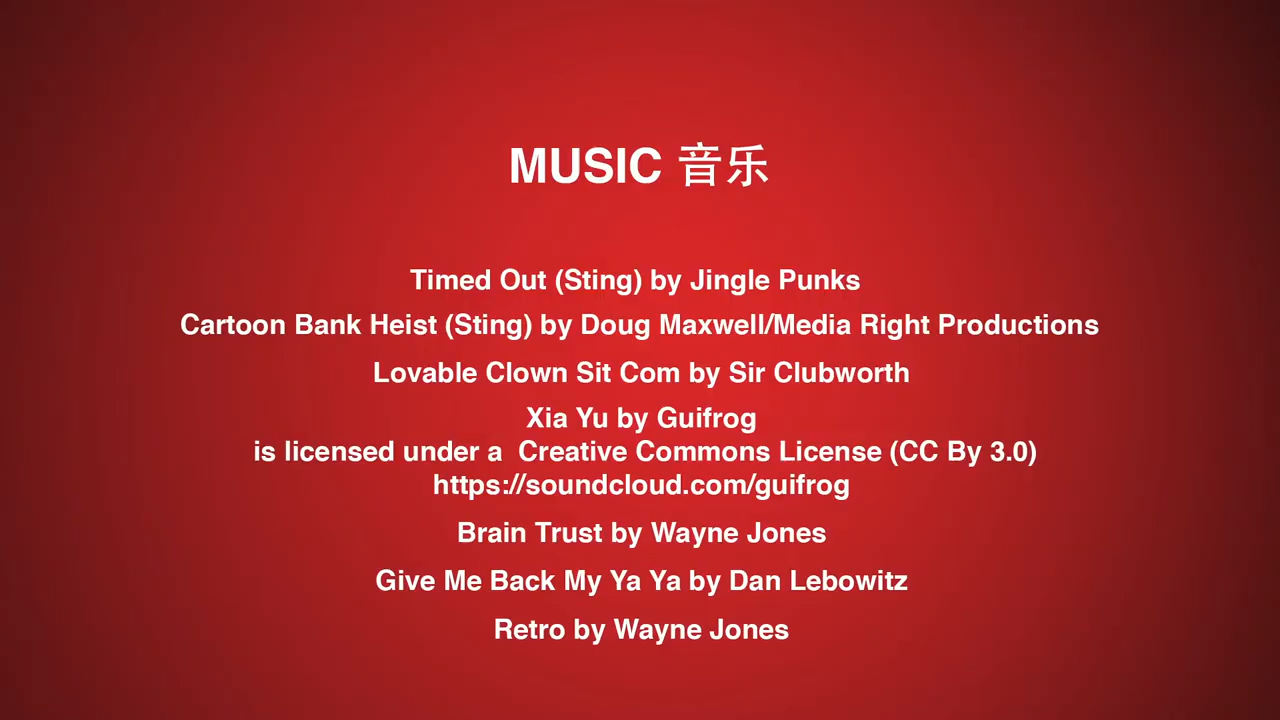 MUSIC 音乐
Timed Out (Sting) by Jingle Punks
Cartoon Bank Heist (Sting) by Doug Maxwell/Media Right Productions
Lovable Clown Sit Com by Sir Clubworth
Xia Yu by Guifrog
is licensed under a  Creative Commons License (CC By 3.0)
https://soundcloud.com/guifrog
Brain Trust by Wayne Jones
Give Me Back My Ya Ya by Dan Lebowitz
Retro by Wayne Jones